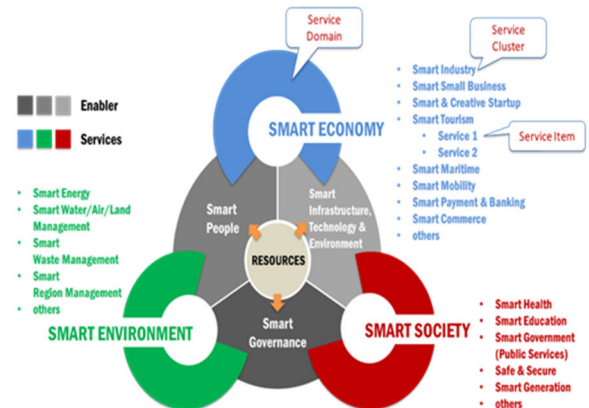 Service
Domain
Service
Cluster
• Smart Industry
• Smart Small Business
• Smart & Creative Startup
• Smart Tourism
• Service 1
• Service 2
Service Item
• Smart Maritime
• Smart Mobility
• Smart Payment & Banking
• Smart Commerce
• others
Enabler
Services
SMART ECONOMY
• Smart Energy
• Smart Water/Air/Land
Management
• Smart
Waste Management
• Smart
Region Management
• others
Smart
People
Smart
Infrastructure,
Technology &
Environment
RESOURCES
SMART ENVIRONMENT
Smart
Governance
SMART SOCIETY
• Smart Health
• Smart Education
• Smart Government
(Public Services)
• Safe & Secure
• Smart Generation
• others